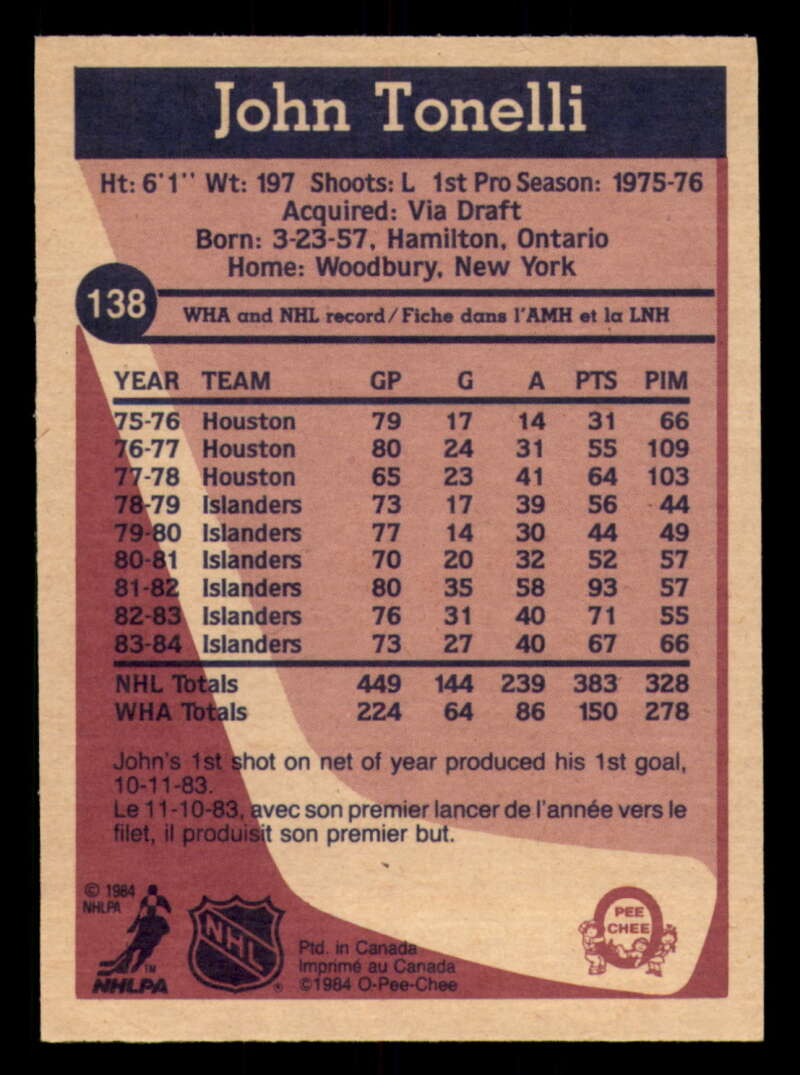 John Tonelli
Ht: 6'1" Wt: 197 Shoots: L 1st Pro Season: 1975-76
Acquired: Via Draft
Born: 3-23-57, Hamilton, Ontario
Home: Woodbury, New York
138
WHA and NHL record/Fiche dans l'AMH et la LNH
YEAR TEAM GP G A PTS PIM
75-76 Houston 79 17 14 31 66
76-77 Houston 80 24 31 55 109
77-78 Houston 65 23 41 64 103
78-79 Islanders 73 17 39 56 44
79-80 Islanders 77 14 30 44 49
80-81 Islanders 70 20 32 52 57
81-82 Islanders 80 35 58 93 57
82-83 Islanders 76 31 40 71 55
83-84 Islanders 73 27 40 67 66
NHL Totals 449 144 239 383 328
WHA Totals 224 64 86 150 278
John's 1st shot on net of year produced his 1st goal,
10-11-83.
Le 11-10-83, avec son premier lancer de l'année vers le
filet, il produisit son premier but.
© 1984
NHLPA
TM
NHLPA
NHL
®
Ptd. in Canada
Imprimé au Canada
©1984 O-Pee-Chee
PEE
CHEE